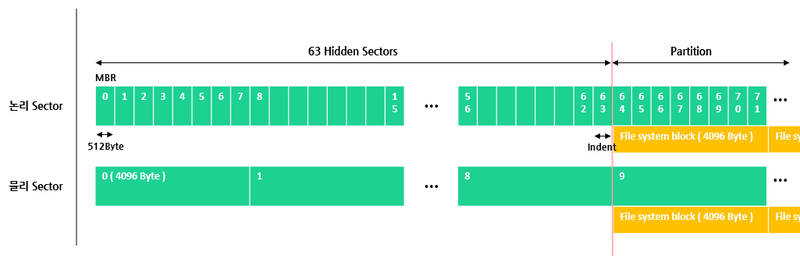 63 Hidden Sectors
Partition
MBR
논리 Sector
0 1 2 3 4 5 6 7 8 15 ... 56 62 63 64 65 66 67 68 69 70 71 ...
512Byte
Indent
File system block ( 4096 Byte )
File sys
물리 Sector
0 ( 4096 Byte ) 1 ... 8 9 ...
File system block ( 4096 Byte )
File sys